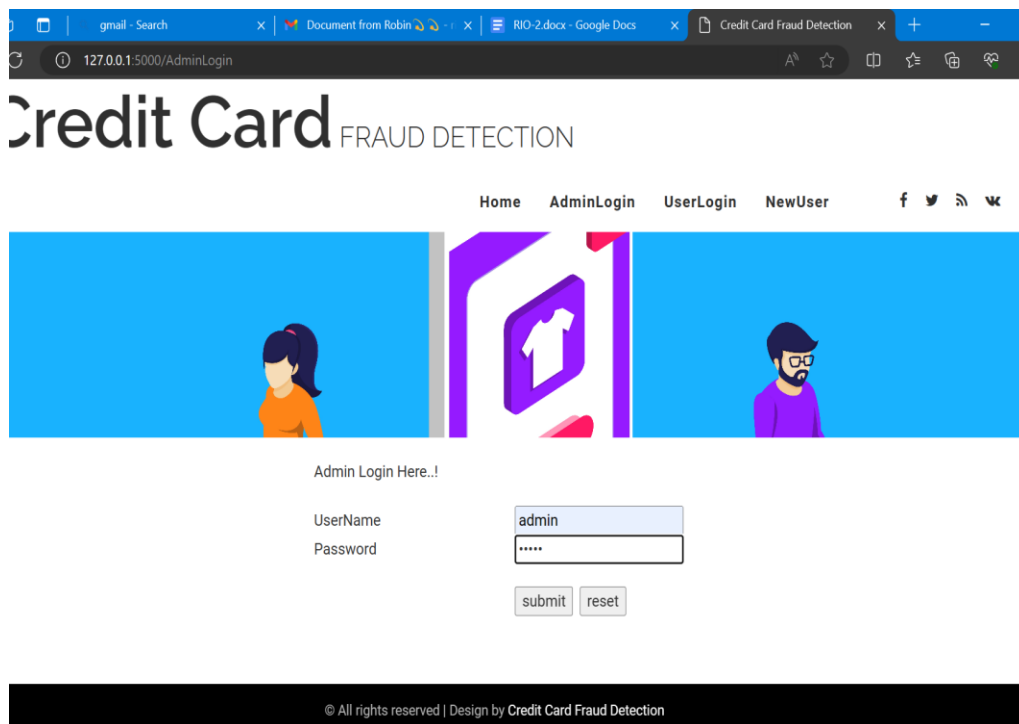 gmail - Search
Document from Robin
RIO-2.docx - Google Docs
Credit Card Fraud Detection
127.0.0.1:5000/AdminLogin
Credit Card FRAUD DETECTION
Home AdminLogin UserLogin NewUser
Admin Login Here..!
UserName admin
Password •••••
submit reset
© All rights reserved | Design by Credit Card Fraud Detection